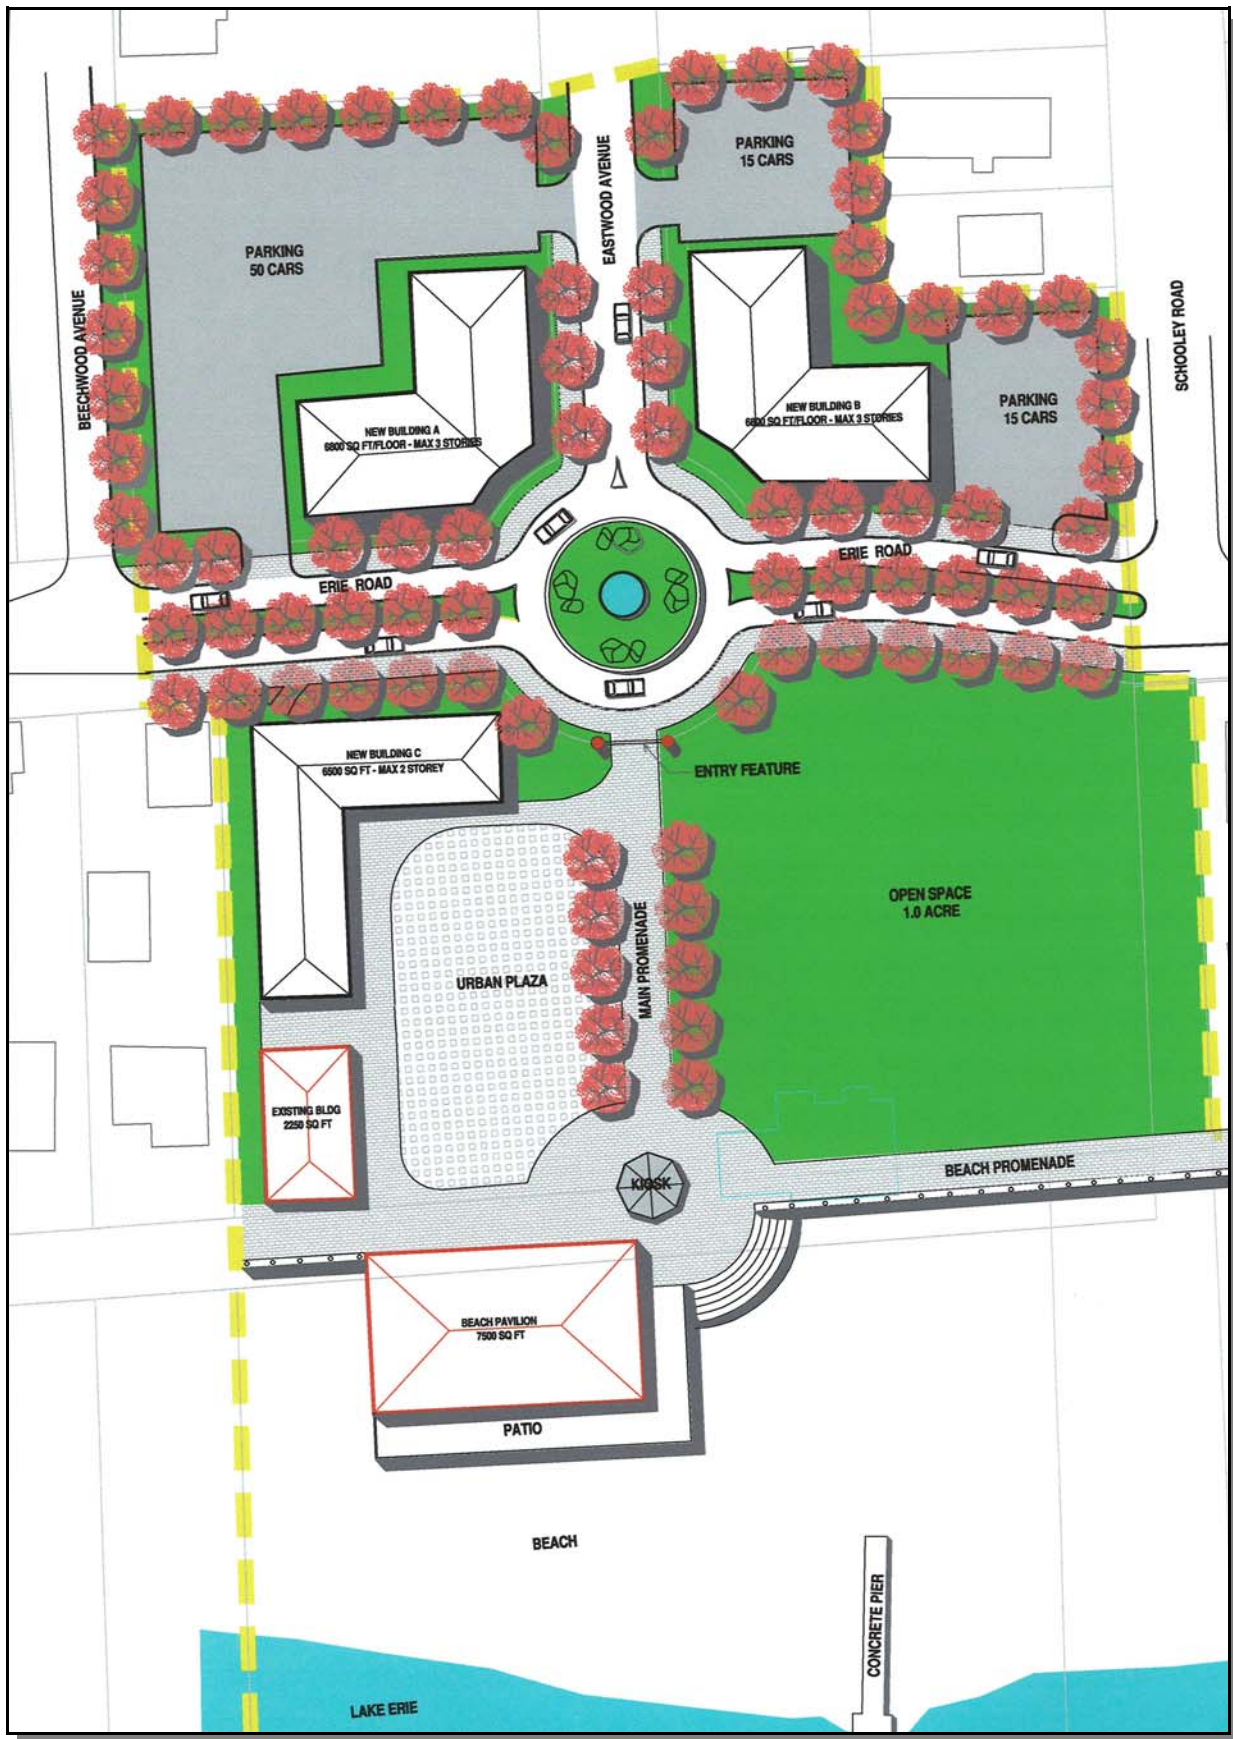 PARKING
15 CARS
EASTWOOD AVENUE
PARKING
50 CARS
BEECHWOOD AVENUE
SCHOOLEY ROAD
NEW BUILDING A
6800 SQ FT/FLOOR - MAX 3 STORIES
NEW BUILDING B
6800 SQ FT/FLOOR - MAX 3 STORIES
PARKING
15 CARS
ERIE ROAD
ERIE ROAD
NEW BUILDING C
6500 SQ FT - MAX 2 STOREY
ENTRY FEATURE
OPEN SPACE
1.0 ACRE
MAIN PROMENADE
URBAN PLAZA
EXISTING BLDG
2250 SQ FT
BEACH PROMENADE
KIOSK
BEACH PAVILION
7500 SQ FT
PATIO
BEACH
CONCRETE PIER
LAKE ERIE